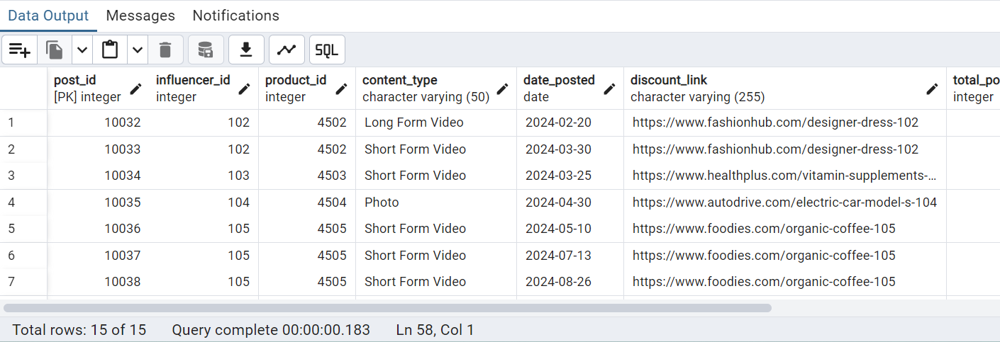 Data Output Messages Notifications
SQL
post_id influencer_id product_id content_type date_posted discount_link total_po
[PK] integer integer integer character varying (50) date character varying (255) integer
1 10032 102 4502 Long Form Video 2024-02-20 https://www.fashionhub.com/designer-dress-102
2 10033 102 4502 Short Form Video 2024-03-30 https://www.fashionhub.com/designer-dress-102
3 10034 103 4503 Short Form Video 2024-03-25 https://www.healthplus.com/vitamin-supplements-...
4 10035 104 4504 Photo 2024-04-30 https://www.autodrive.com/electric-car-model-s-104
5 10036 105 4505 Short Form Video 2024-05-10 https://www.foodies.com/organic-coffee-105
6 10037 105 4505 Short Form Video 2024-07-13 https://www.foodies.com/organic-coffee-105
7 10038 105 4505 Short Form Video 2024-08-26 https://www.foodies.com/organic-coffee-105
Total rows: 15 of 15 Query complete 00:00:00.183 Ln 58, Col 1